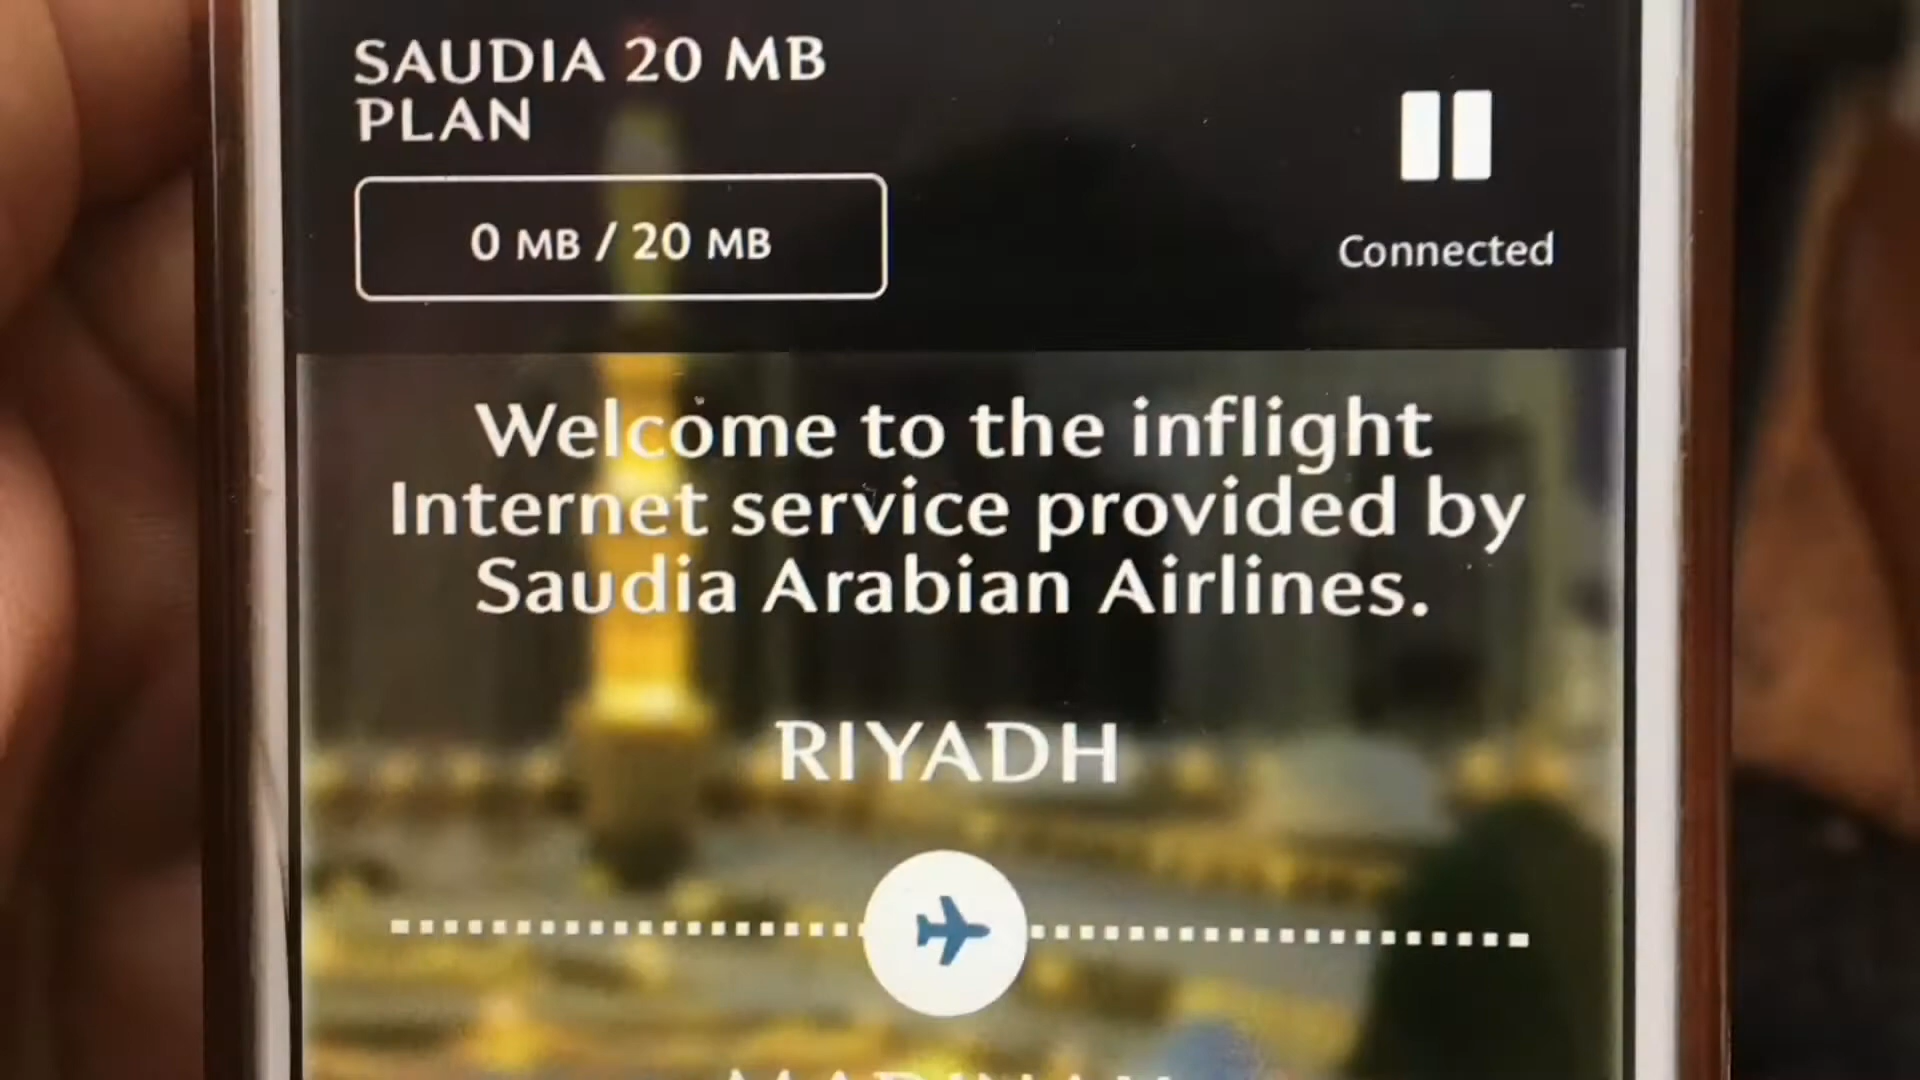 SAUDIA 20 MB
PLAN
0 MB / 20 MB
Connected
Welcome to the inflight
Internet service provided by
Saudia Arabian Airlines.
RIYADH